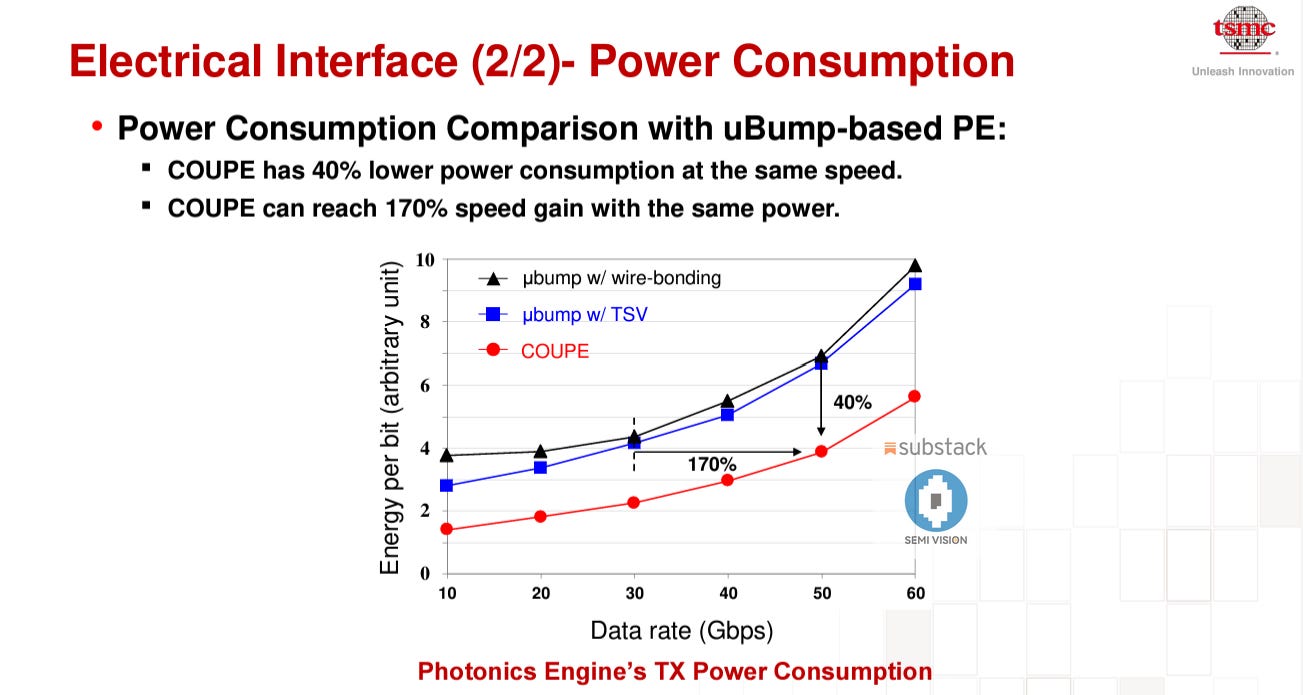 tsmc
Unleash Innovation
Electrical Interface (2/2)- Power Consumption
• Power Consumption Comparison with uBump-based PE:
▪ COUPE has 40% lower power consumption at the same speed.
▪ COUPE can reach 170% speed gain with the same power.
Energy per bit (arbitrary unit)
10
8
6
4
2
0
µbump w/ wire-bonding
µbump w/ TSV
COUPE
40%
170%
10 20 30 40 50 60
Data rate (Gbps)
substack
SEMI VISION
Photonics Engine's TX Power Consumption